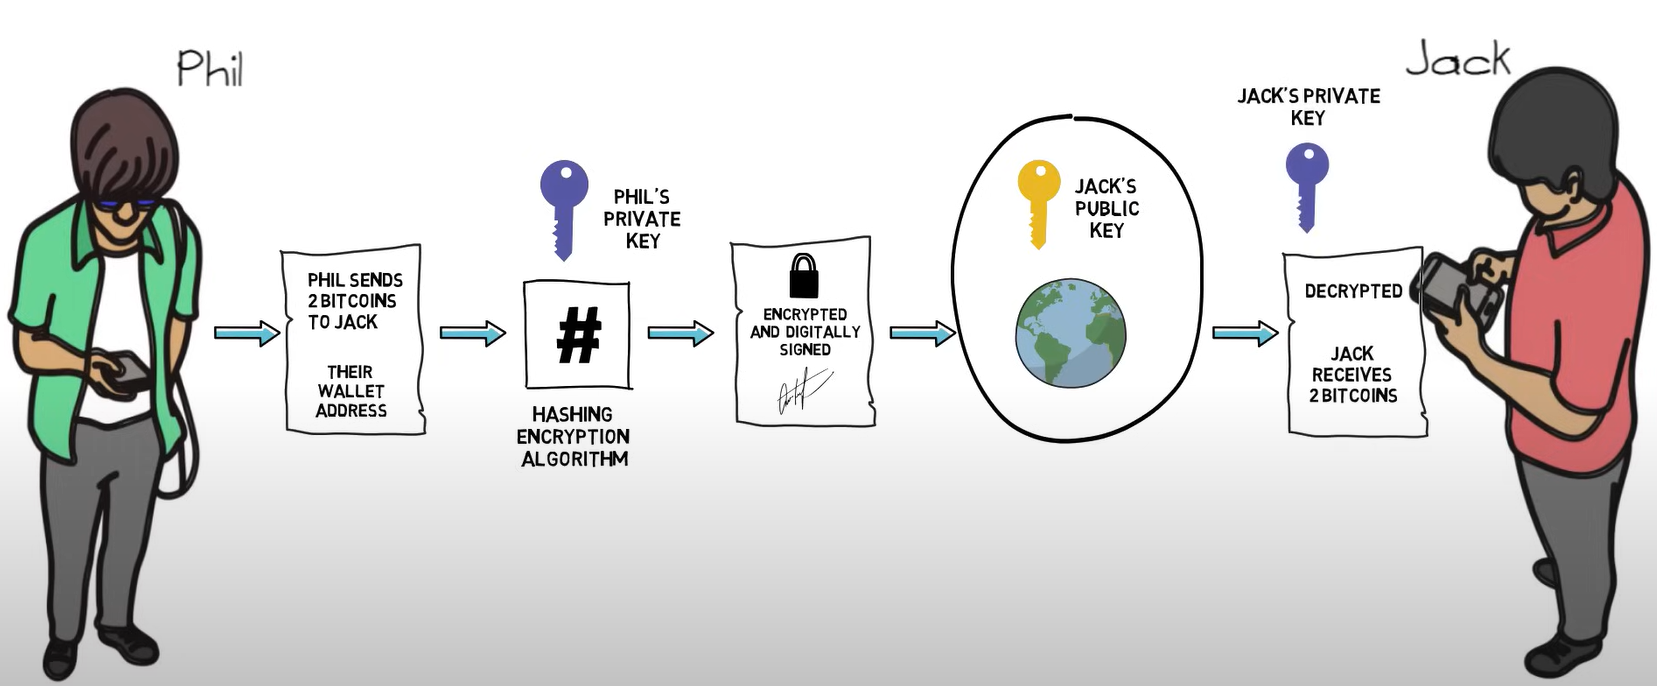 Phil
Jack
JACK'S PRIVATE
KEY
PHIL'S
PRIVATE
KEY
JACK'S
PUBLIC
KEY
PHIL SENDS
2 BITCOINS
TO JACK
THEIR
WALLET
ADDRESS
#
HASHING
ENCRYPTION
ALGORITHM
ENCRYPTED
AND DIGITALLY
SIGNED
DECRYPTED
JACK
RECEIVES
2 BITCOINS